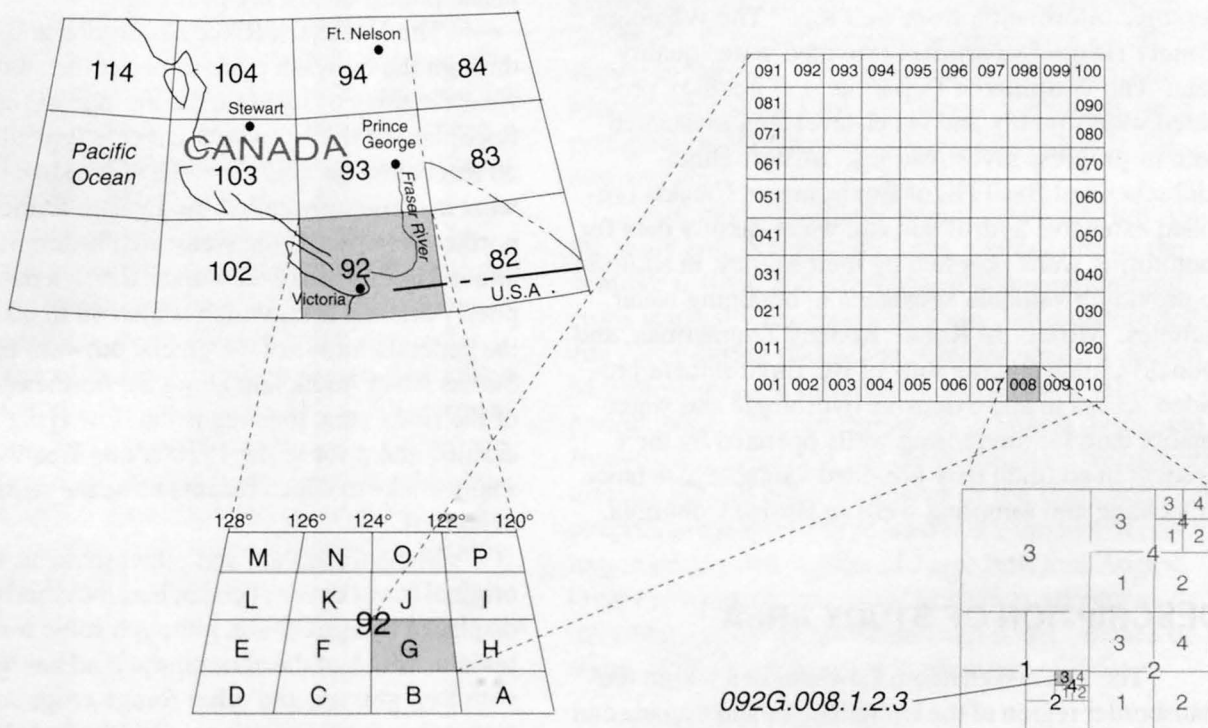 Ft. Nelson
114 104 94 84
Stewart
Prince
George
Pacific
Ocean
CANADA
103 93 83
Fraser River
102 92 82
Victoria
U.S.A
128° 126° 124° 122° 120°
M N O P
L K J I
92
E F G H
D C B A
091 092 093 094 095 096 097 098 099 100
081 090
071 080
061 070
051 060
041 050
031 040
021 030
011 020
001 002 003 004 005 006 007 008 009 010
3 3 4
3 4
1 2
4
1 2
3 4
1 2
3 4
4
1 2
2 1 2
092G.008.1.2.3